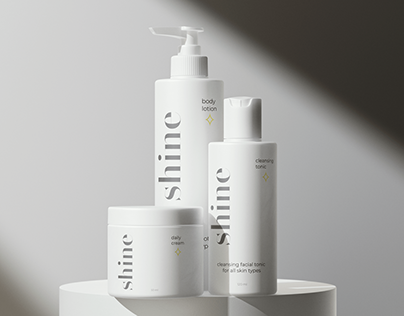 shine
body
lotion
shine
cleansing
tonic
cleansing facial tonic
for all skin types.
shine
daily
cream